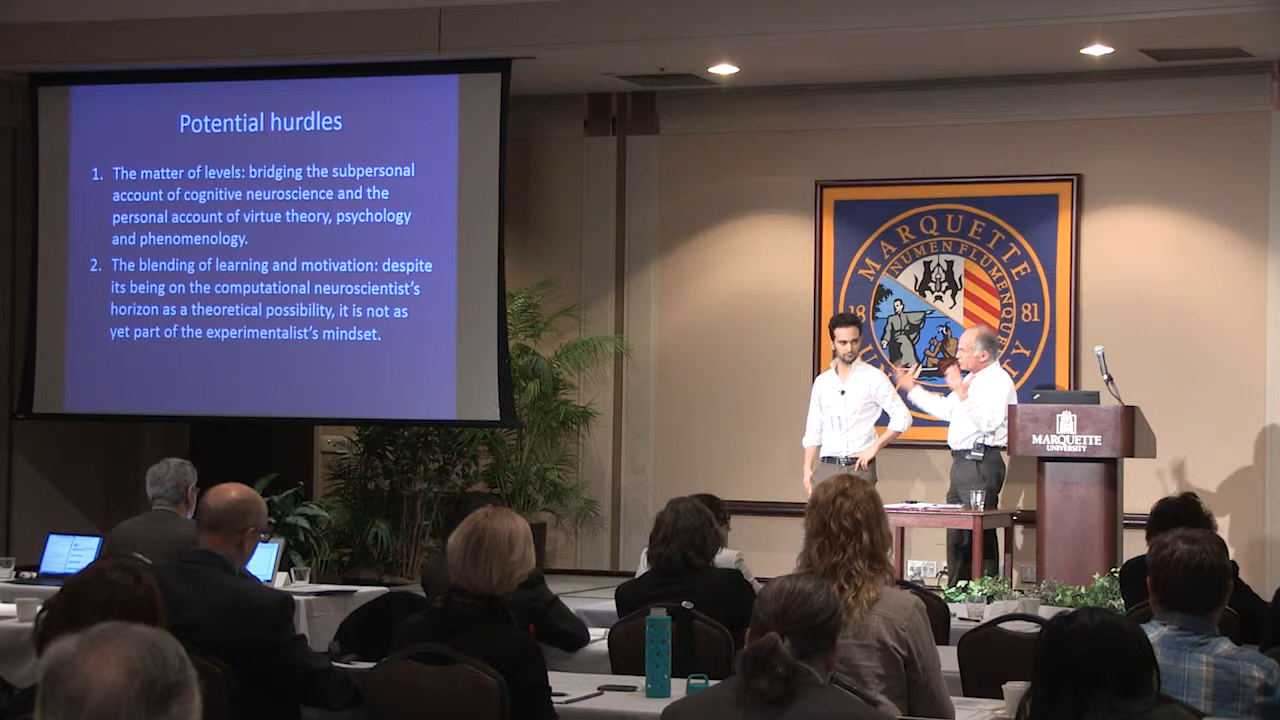 Potential hurdles
1. The matter of levels: bridging the subpersonal
account of cognitive neuroscience and the
personal account of virtue theory, psychology
and phenomenology.
2. The blending of learning and motivation: despite
its being on the computational neuroscientist's
horizon as a theoretical possibility, it is not as
yet part of the experimentalist's mindset.
MARQUETTE
NUMEN FLUMENQUE
18 81
MARQUETTE
UNIVERSITY